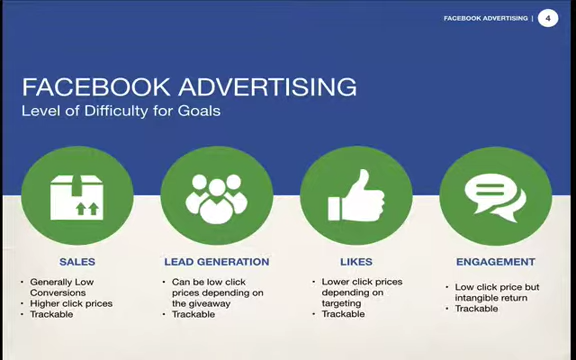 FACEBOOK ADVERTISING | 4
FACEBOOK ADVERTISING
Level of Difficulty for Goals
SALES
• Generally Low
Conversions
• Higher click prices
• Trackable
LEAD GENERATION
• Can be low click
prices depending on
the giveaway
• Trackable
LIKES
• Lower click prices
depending on
targeting
• Trackable
ENGAGEMENT
• Low click price but
intangible return
• Trackable